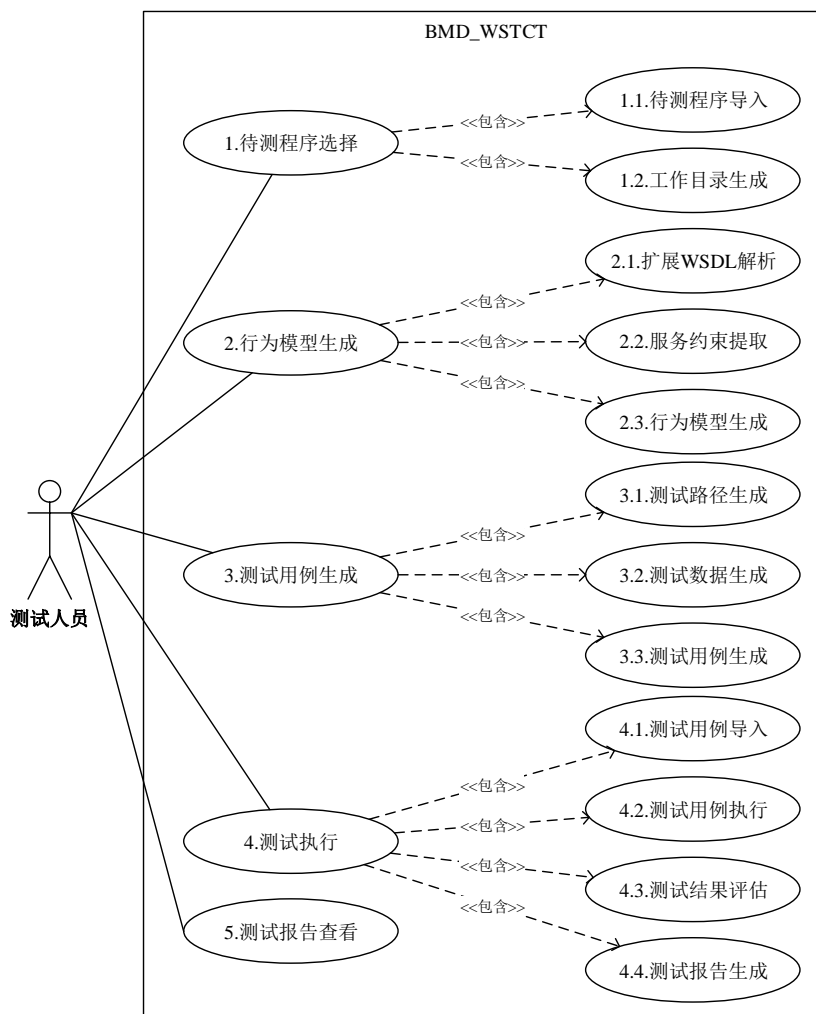 BMD_WSTCT
1.待测程序选择
<<包含>>
1.1.待测程序导入
<<包含>>
1.2.工作目录生成
2.行为模型生成
<<包含>>
2.1.扩展WSDL解析
<<包含>>
2.2.服务约束提取
<<包含>>
2.3.行为模型生成
测试人员
3.测试用例生成
<<包含>>
3.1.测试路径生成
<<包含>>
3.2.测试数据生成
<<包含>>
3.3.测试用例生成
4.测试执行
<<包含>>
4.1.测试用例导入
<<包含>>
4.2.测试用例执行
<<包含>>
4.3.测试结果评估
<<包含>>
4.4.测试报告生成
5.测试报告查看